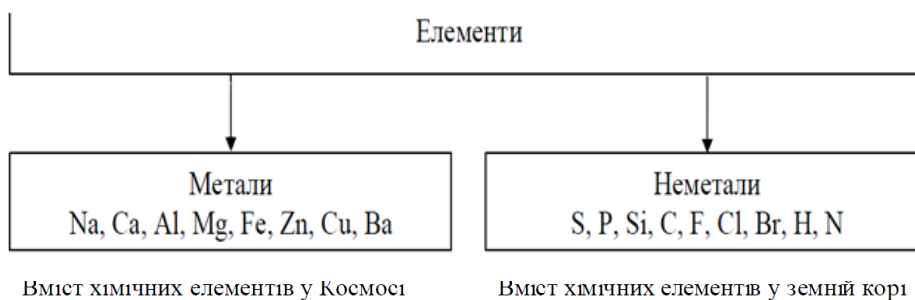 Елементи
Метали
Na, Ca, Al, Mg, Fe, Zn, Cu, Ba
Неметали
S, P, Si, C, F, Cl, Br, H, N
Вміст хімічних елементів у Космосі
Вміст хімічних елементів у земній корі